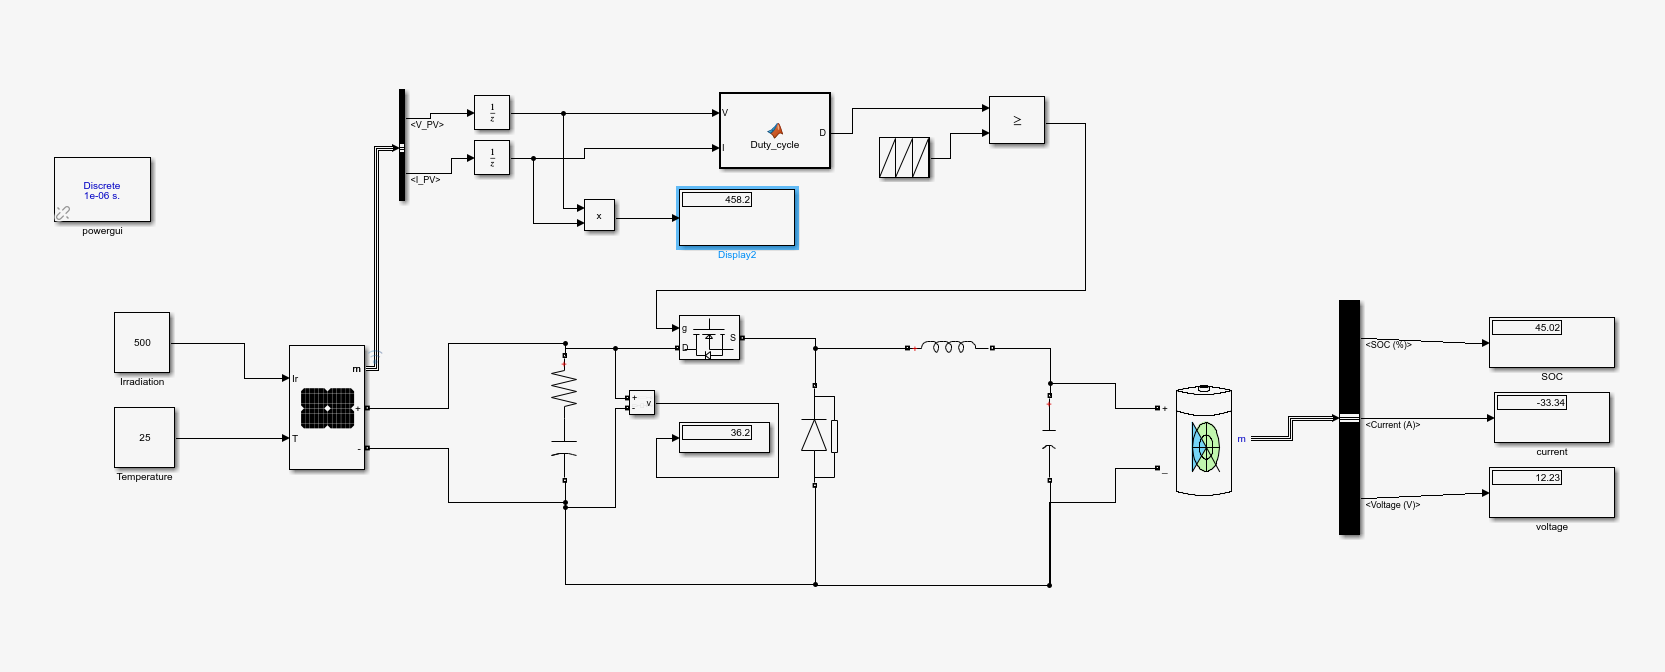 <V_PV>
<I_PV>
1
z
1
z
V
I
D
Duty_cycle
≥
x
458.2
Display2
Discrete
1e-06 s.
powergui
500
Irradiation
25
Temperature
Ir
T
m
+
-
g
D
S
+
-
v
36.2
+
+
+
+
_
m
<SOC (%)>
<Current (A)>
<Voltage (V)>
45.02
SOC
-33.34
current
12.23
voltage